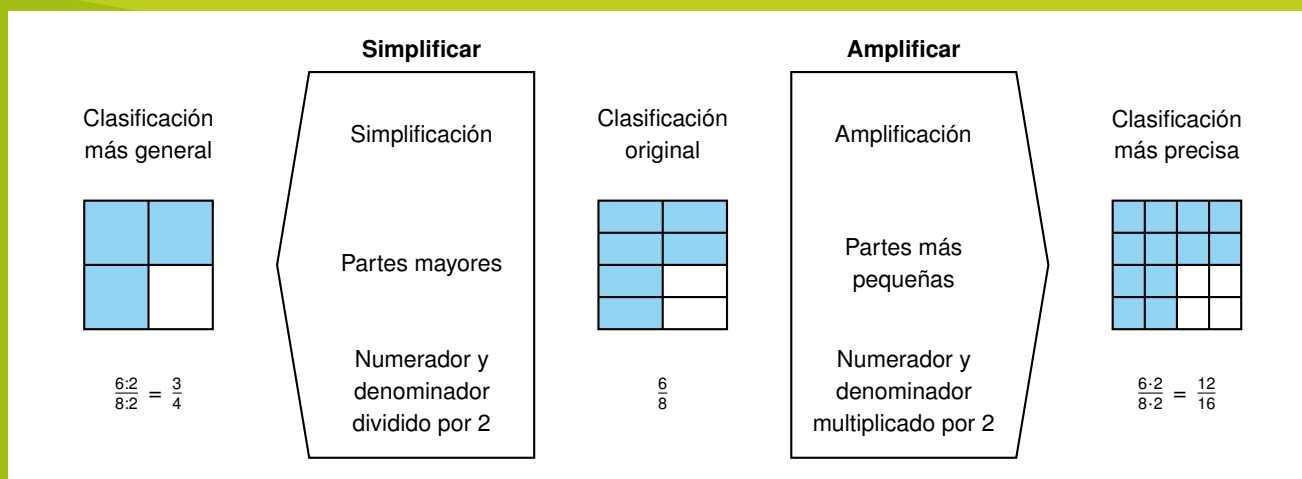 Simplificar
Amplificar
Clasificación
más general
Simplificación
Clasificación
original
Amplificación
Clasificación
más precisa
Partes mayores
Partes más
pequeñas
Numerador y
denominador
dividido por 2
Numerador y
denominador
multiplicado por 2
6:2/8:2 = 3/4
6/8
6·2/8·2 = 12/16